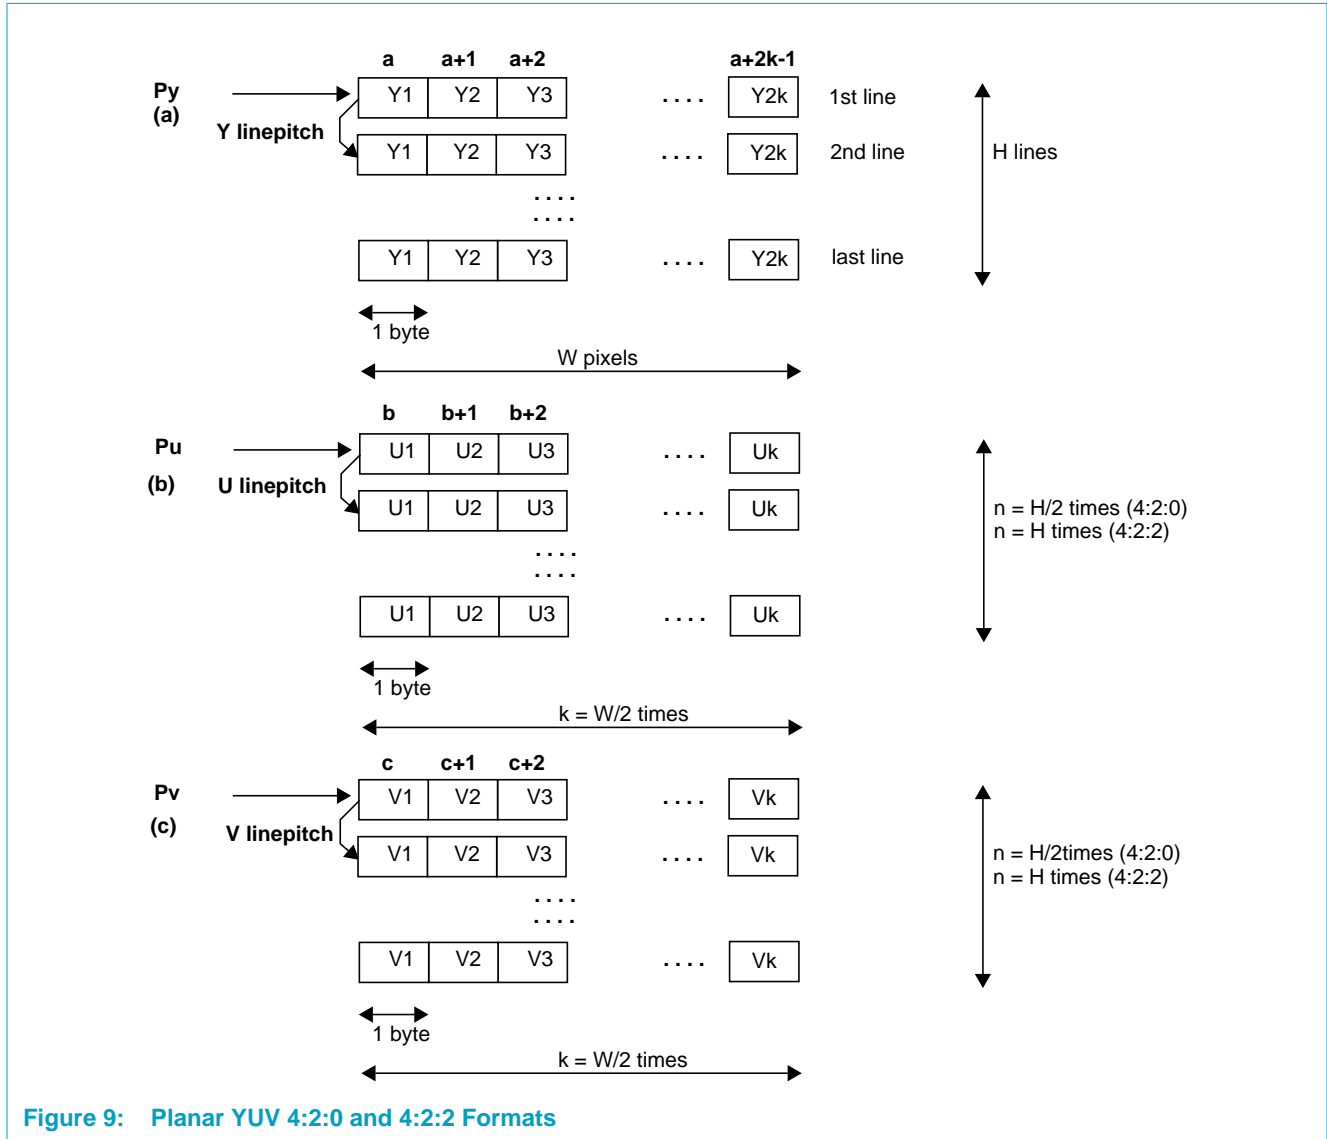 a a+1 a+2 a+2k-1
Py Y1 Y2 Y3 .... Y2k 1st line
(a)
Y linepitch
Y1 Y2 Y3 .... Y2k 2nd line H lines
....
....
Y1 Y2 Y3 .... Y2k last line
1 byte
W pixels
b b+1 b+2
Pu U1 U2 U3 .... Uk
(b) U linepitch
U1 U2 U3 .... Uk n = H/2 times (4:2:0)
n = H times (4:2:2)
....
....
U1 U2 U3 .... Uk
1 byte
k = W/2 times
c c+1 c+2
Pv V1 V2 V3 .... Vk
(c) V linepitch
V1 V2 V3 .... Vk n = H/2times (4:2:0)
n = H times (4:2:2)
....
....
V1 V2 V3 .... Vk
1 byte
k = W/2 times
Figure 9: Planar YUV 4:2:0 and 4:2:2 Formats